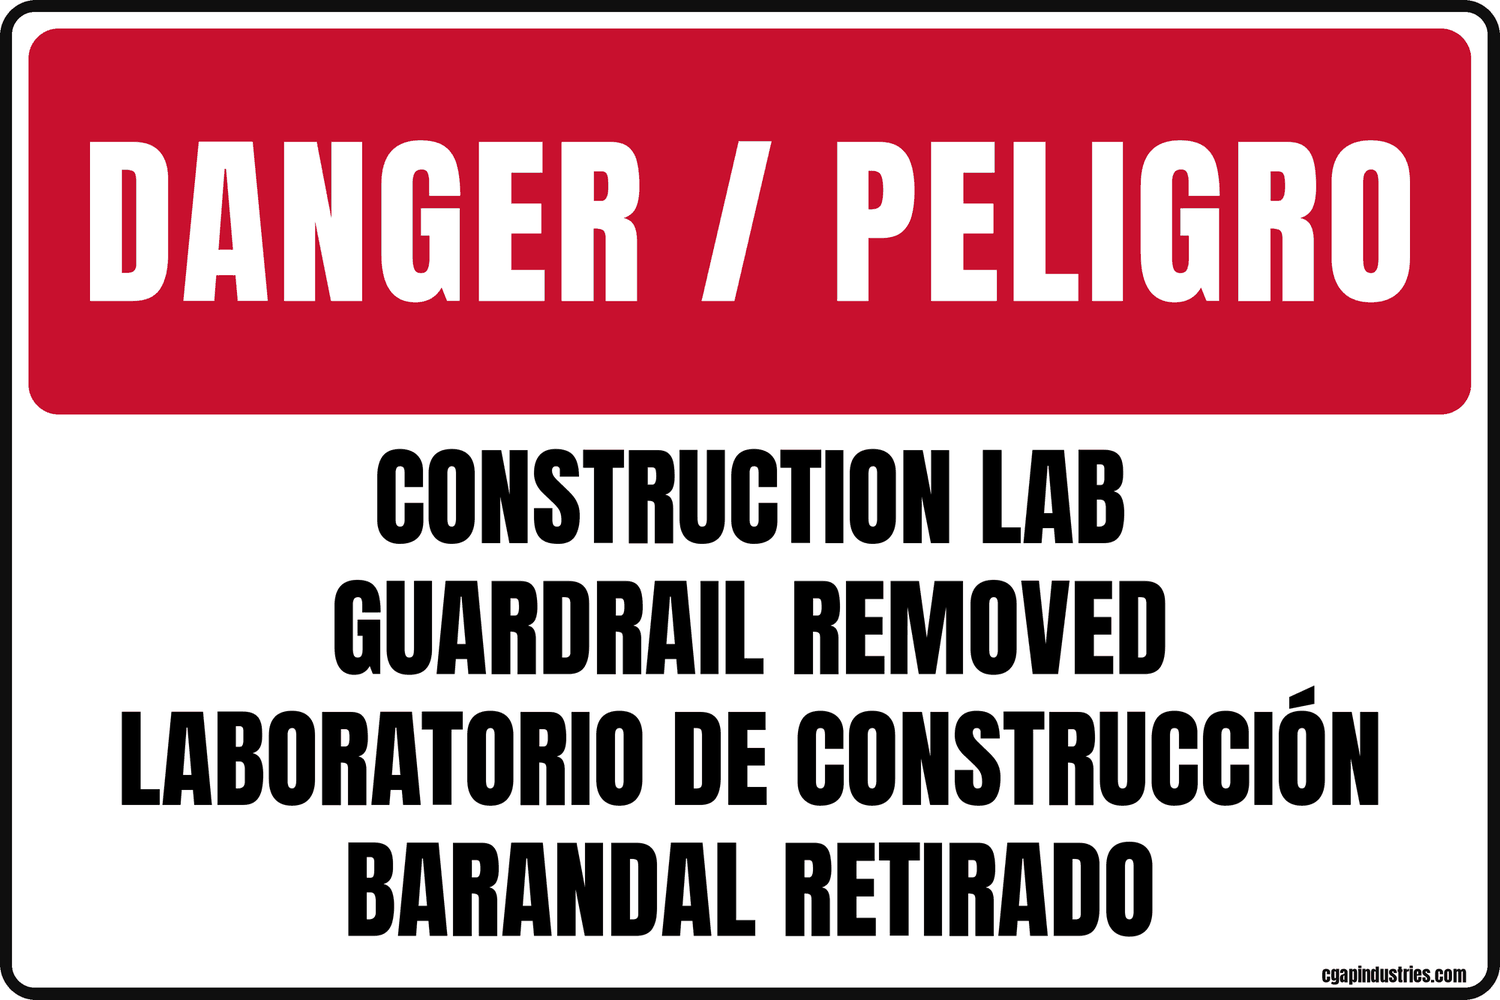 DANGER / PELIGRO
CONSTRUCTION LAB
GUARDRAIL REMOVED
LABORATORIO DE CONSTRUCCIÓN
BARANDAL RETIRADO
cgapindustries.com